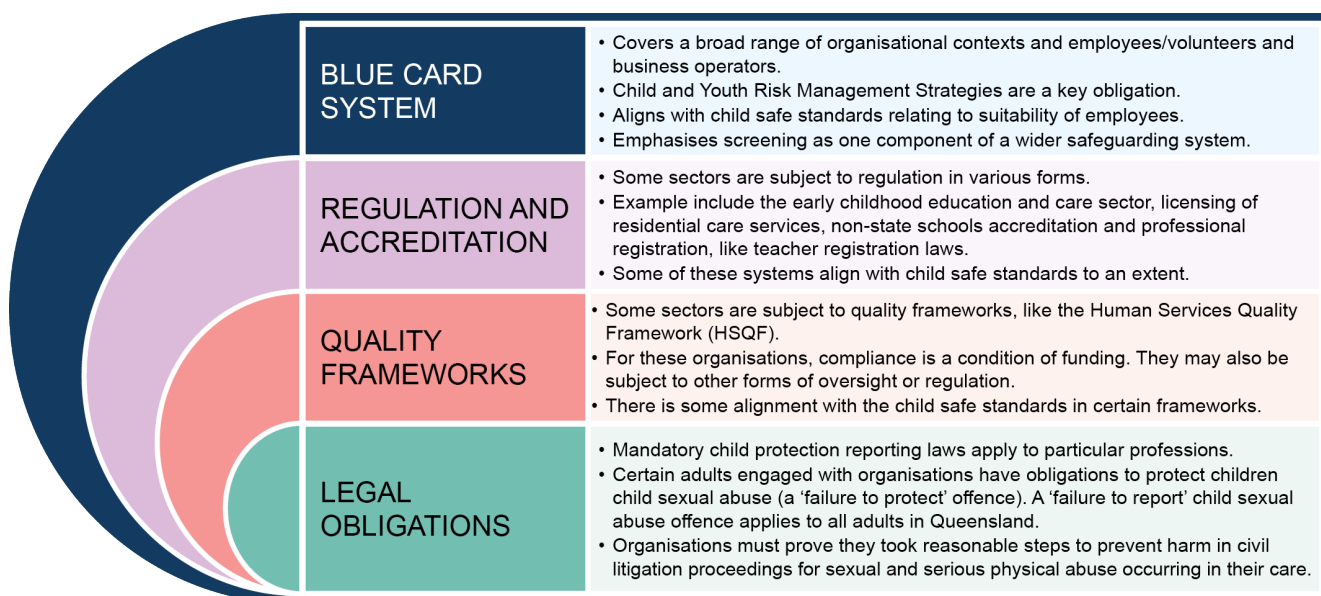 BLUE CARD
SYSTEM
• Covers a broad range of organisational contexts and employees/volunteers and
business operators.
• Child and Youth Risk Management Strategies are a key obligation.
• Aligns with child safe standards relating to suitability of employees.
• Emphasises screening as one component of a wider safeguarding system.
REGULATION AND
ACCREDITATION
• Some sectors are subject to regulation in various forms.
• Example include the early childhood education and care sector, licensing of
residential care services, non-state schools accreditation and professional
registration, like teacher registration laws.
• Some of these systems align with child safe standards to an extent.
QUALITY
FRAMEWORKS
• Some sectors are subject to quality frameworks, like the Human Services Quality
Framework (HSQF).
• For these organisations, compliance is a condition of funding. They may also be
subject to other forms of oversight or regulation.
• There is some alignment with the child safe standards in certain frameworks.
LEGAL
OBLIGATIONS
• Mandatory child protection reporting laws apply to particular professions.
• Certain adults engaged with organisations have obligations to protect children
child sexual abuse (a ‘failure to protect’ offence). A ‘failure to report’ child sexual
abuse offence applies to all adults in Queensland.
• Organisations must prove they took reasonable steps to prevent harm in civil
litigation proceedings for sexual and serious physical abuse occurring in their care.